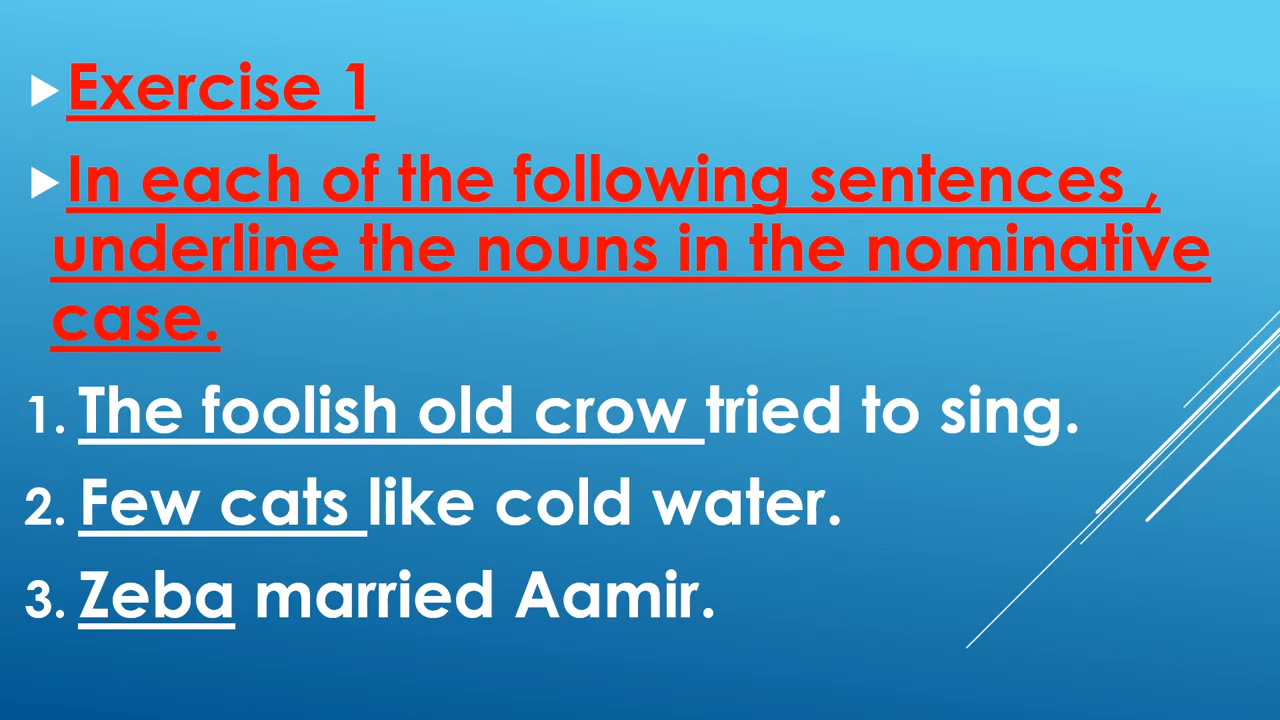 Exercise 1
In each of the following sentences ,
underline the nouns in the nominative
case.
1. The foolish old crow tried to sing.
2. Few cats like cold water.
3. Zeba married Aamir.